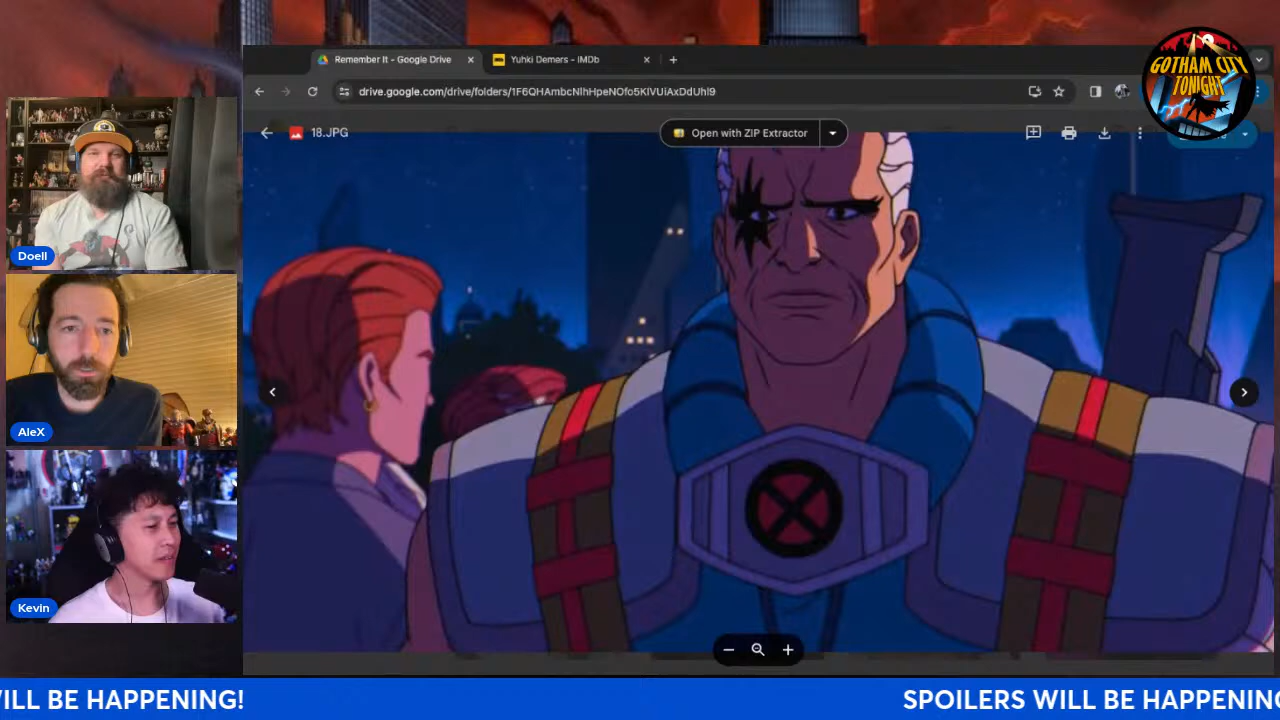 Remember It - Google Drive
Yuhki Demers - IMDb
drive.google.com/drive/folders/1F6QHAmbcNlhHpeNOfo5KlVUiAxDdUhl9
18.JPG
Open with ZIP Extractor
GOTHAM CITY
TONIGHT
Doell
AleX
Kevin
WILL BE HAPPENING!
SPOILERS WILL BE HAPPENING